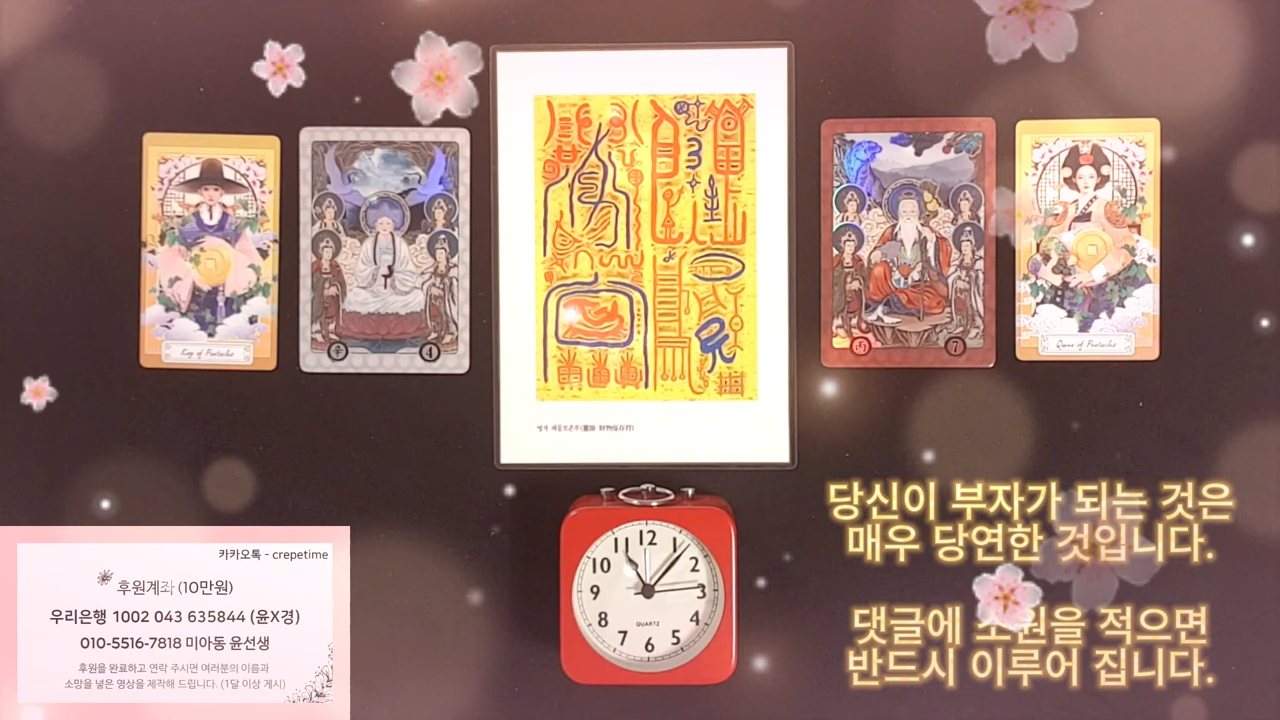 King of Pentacles
♀ 4
7
Queen of Pentacles
12
11
10
9
8
7
6
5
4
3
2
QUARTZ
당신이 부자가 되는 것은
매우 당연한 것입니다.
댓글에 소원을 적으면
반드시 이루어 집니다.
카카오톡 - crepetime
후원계좌 (10만원)
우리은행 1002 043 635844 (윤X경)
010-5516-7818 미아동 윤선생
후원을 완료하고 연락 주시면 여러분의 이름과
소망을 넣은 영상을 제작해 드립니다. (1달 이상 게시)